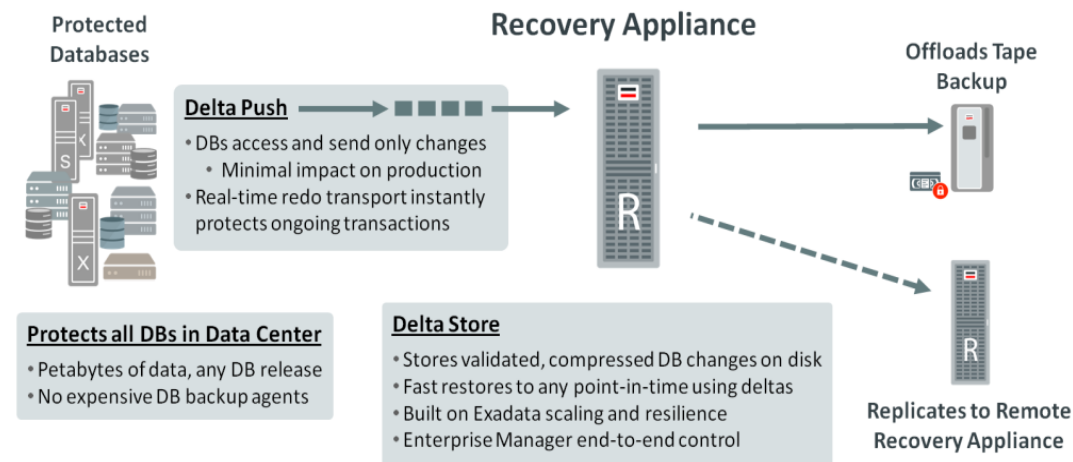 Recovery Appliance
Protected
Databases
S
X
Delta Push
• DBs access and send only changes
• Minimal impact on production
• Real-time redo transport instantly
protects ongoing transactions
R
Offloads Tape
Backup
R
Replicates to Remote
Recovery Appliance
Protects all DBs in Data Center
• Petabytes of data, any DB release
• No expensive DB backup agents
Delta Store
• Stores validated, compressed DB changes on disk
• Fast restores to any point-in-time using deltas
• Built on Exadata scaling and resilience
• Enterprise Manager end-to-end control